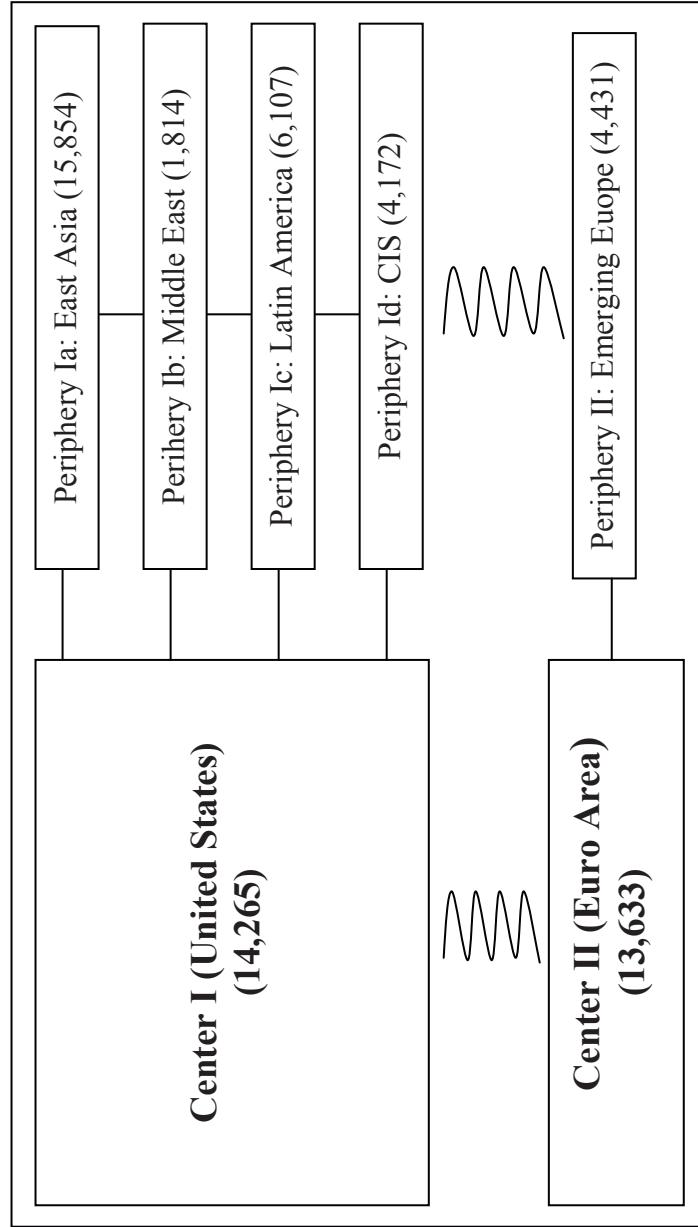 Center I (United States)
(14,265)
Periphery Ia: East Asia (15,854)
Perihery Ib: Middle East (1,814)
Periphery Ic: Latin America (6,107)
Periphery Id: CIS (4,172)
Center II (Euro Area)
(13,633)
Periphery II: Emerging Euope (4,431)